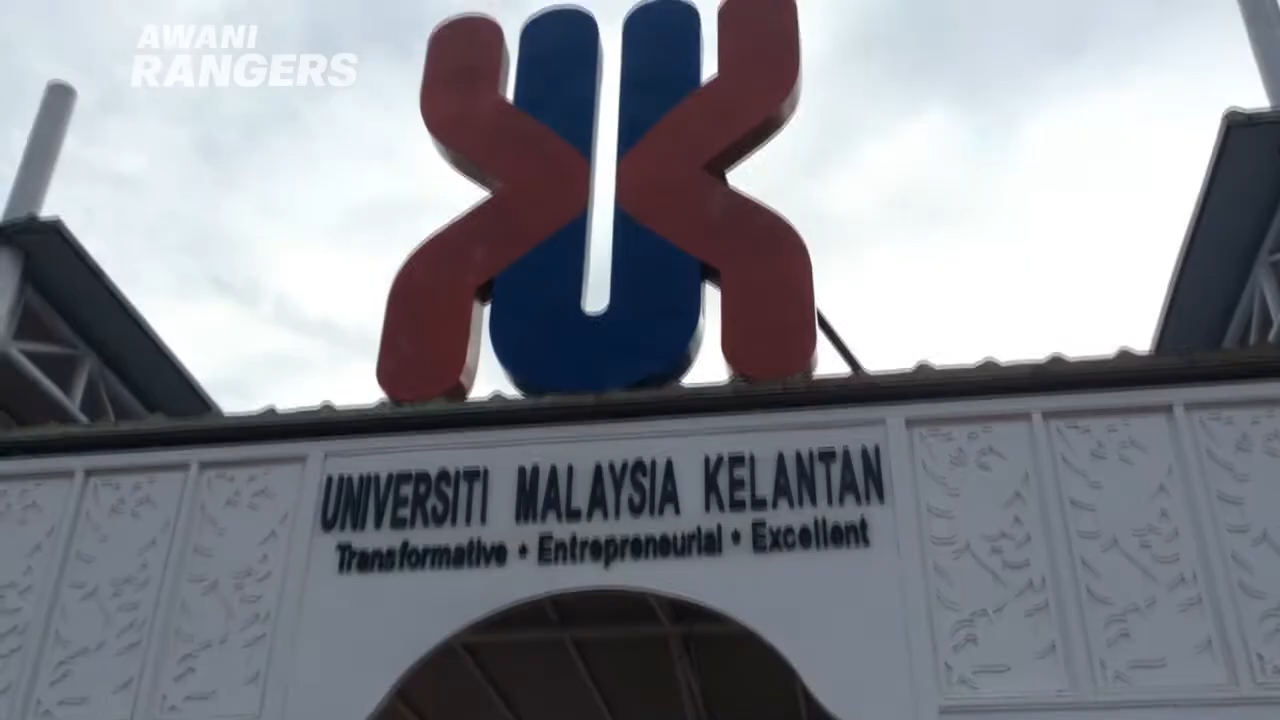 AWANI
RANGERS
UNIVERSITI MALAYSIA KELANTAN
Transformative • Entrepreneurial • Excellent